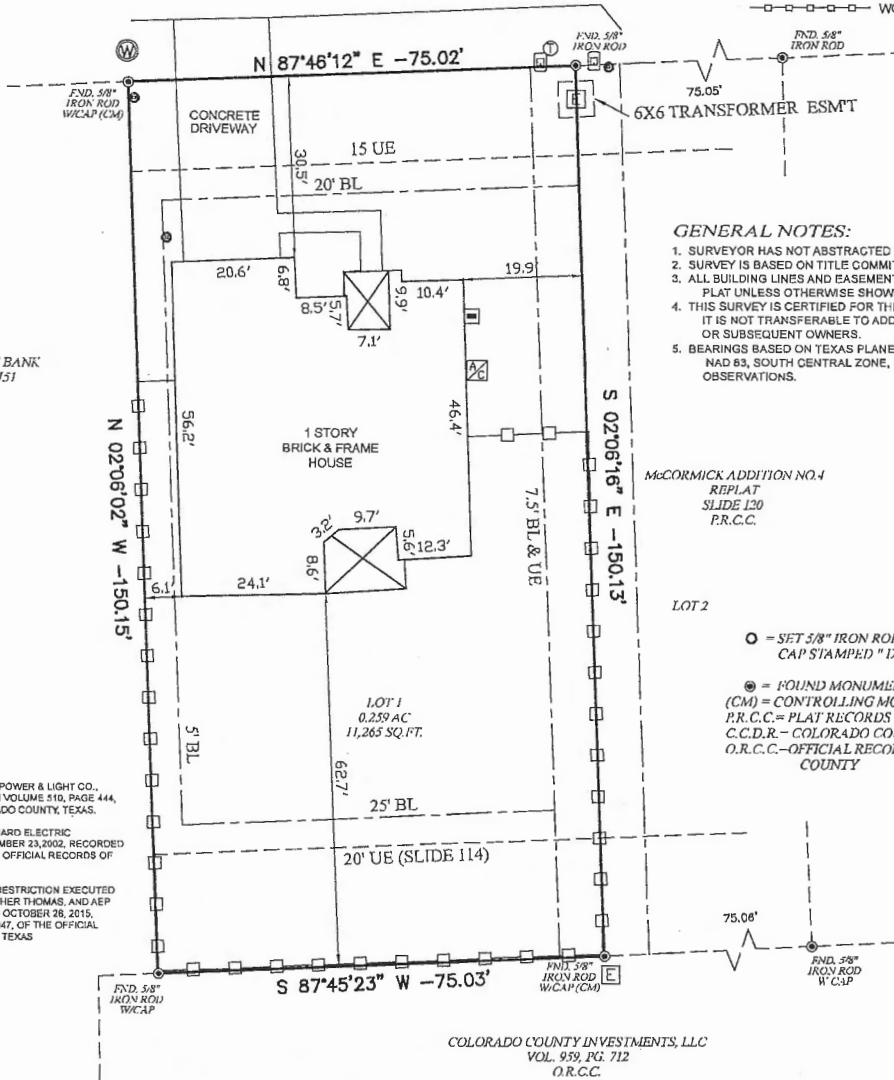 WO
N 87°46'12" E -75.02'
FND. 5/8"
IRON ROD
FND. 5/8"
IRON ROD
W
T
E
75.05'
6X6 TRANSFORMER ESM'T
FND. 5/8"
IRON ROD
W/CAP (CM)
CONCRETE
DRIVEWAY
30.5'
15 UE
20' BL
GENERAL NOTES:
1. SURVEYOR HAS NOT ABSTRACTED
2. SURVEY IS BASED ON TITLE COMMI
3. ALL BUILDING LINES AND EASEMENT
PLAT UNLESS OTHERWISE SHOW
4. THIS SURVEY IS CERTIFIED FOR TH
IT IS NOT TRANSFERABLE TO ADD
OR SUBSEQUENT OWNERS.
5. BEARINGS BASED ON TEXAS PLANE
NAD 83, SOUTH CENTRAL ZONE,
OBSERVATIONS.
20.6'
6.8'
8.5'
5.7'
7.1'
9.9'
10.4'
19.9
A/C
BANK
151
56.2'
1 STORY
BRICK & FRAME
HOUSE
46.4'
N 02°06'02" W -150.15'
S 02°06'16" E -150.13'
7.5' BL & UE
McCORMICK ADDITION NO.4
REPLAT
SLIDE 120
P.R.C.C.
3.2'
9.7'
5.6'
12.3'
8.6'
6.1'
24.1'
LOT 2
= SET 5/8" IRON ROD
CAP STAMPED "
= FOUND MONUME
(CM) = CONTROLLING MO
P.R.C.C.= PLAT RECORDS
C.C.D.R.- COLORADO CO
O.R.C.C.-OFFICIAL RECOR
COUNTY
LOT 1
0.259 AC
11,265 SQ.FT.
62.7'
5' BL
25' BL
20' UE (SLIDE 114)
POWER & LIGHT CO.,
VOLUME 510, PAGE 444,
DO COUNTY, TEXAS.
ARD ELECTRIC
MBER 23,2002, RECORDED
OFFICIAL RECORDS OF
RESTRICTION EXECUTED
HER THOMAS, AND AEP
OCTOBER 26, 2015,
47, OF THE OFFICIAL
TEXAS
75.06'
FND. 5/8"
IRON ROD
W/CAP
S 87°45'23" W -75.03'
FND. 5/8"
IRON ROD
W/CAP (CM)
E
FND. 5/8"
IRON ROD
W/CAP
COLORADO COUNTY INVESTMENTS, LLC
VOL. 959, PG. 712
O.R.C.C.